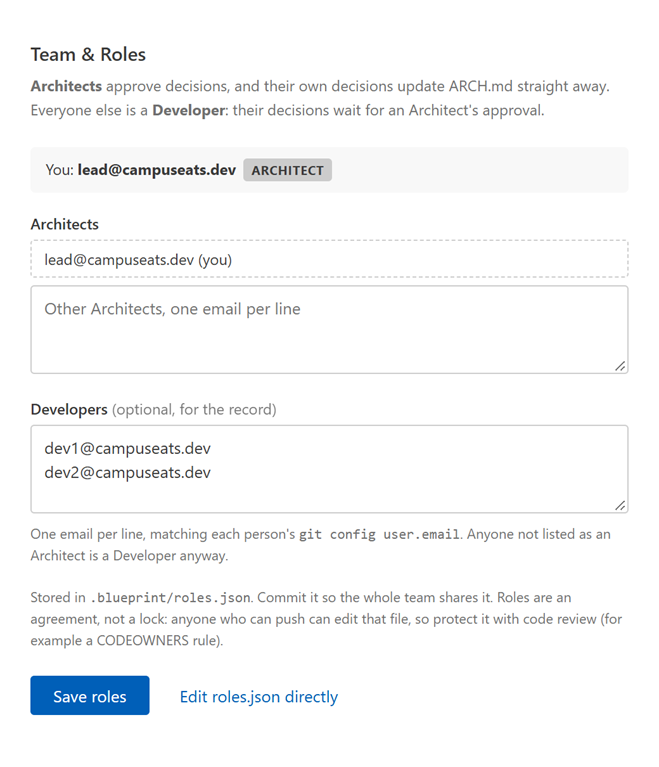 Team & Roles
Architects approve decisions, and their own decisions update ARCH.md straight away.
Everyone else is a Developer: their decisions wait for an Architect's approval.
You: lead@campuseats.dev ARCHITECT
Architects
lead@campuseats.dev (you)
Other Architects, one email per line
Developers (optional, for the record)
dev1@campuseats.dev
dev2@campuseats.dev
One email per line, matching each person's git config user.email. Anyone not listed as an
Architect is a Developer anyway.
Stored in .blueprint/roles.json. Commit it so the whole team shares it. Roles are an
agreement, not a lock: anyone who can push can edit that file, so protect it with code review (for
example a CODEOWNERS rule).
Save roles Edit roles.json directly